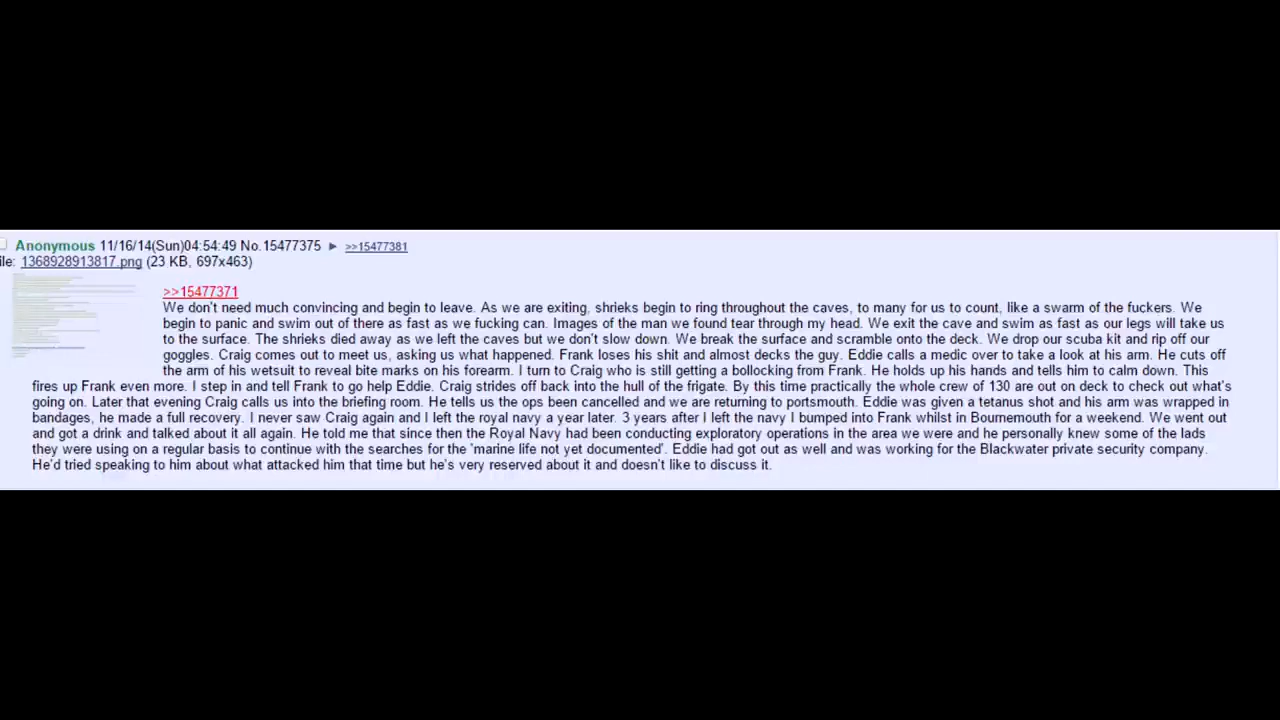 Anonymous 11/16/14(Sun)04:54:49 No.15477375 ► >>15477381
ile: 1368928913817.png (23 KB, 697x463)
>>15477371
We don't need much convincing and begin to leave. As we are exiting, shrieks begin to ring throughout the caves, to many for us to count, like a swarm of the fuckers. We
begin to panic and swim out of there as fast as we fucking can. Images of the man we found tear through my head. We exit the cave and swim as fast as our legs will take us
to the surface. The shrieks died away as we left the caves but we don't slow down. We break the surface and scramble onto the deck. We drop our scuba kit and rip off our
goggles. Craig comes out to meet us, asking us what happened. Frank loses his shit and almost decks the guy. Eddie calls a medic over to take a look at his arm. He cuts off
the arm of his wetsuit to reveal bite marks on his forearm. I turn to Craig who is still getting a bollocking from Frank. He holds up his hands and tells him to calm down. This
fires up Frank even more. I step in and tell Frank to go help Eddie. Craig strides off back into the hull of the frigate. By this time practically the whole crew of 130 are out on deck to check out what's
going on. Later that evening Craig calls us into the briefing room. He tells us the ops been cancelled and we are returning to portsmouth. Eddie was given a tetanus shot and his arm was wrapped in
bandages, he made a full recovery. I never saw Craig again and I left the royal navy a year later. 3 years after I left the navy I bumped into Frank whilst in Bournemouth for a weekend. We went out
and got a drink and talked about it all again. He told me that since then the Royal Navy had been conducting exploratory operations in the area we were and he personally knew some of the lads
they were using on a regular basis to continue with the searches for the 'marine life not yet documented'. Eddie had got out as well and was working for the Blackwater private security company.
He'd tried speaking to him about what attacked him that time but he's very reserved about it and doesn't like to discuss it.